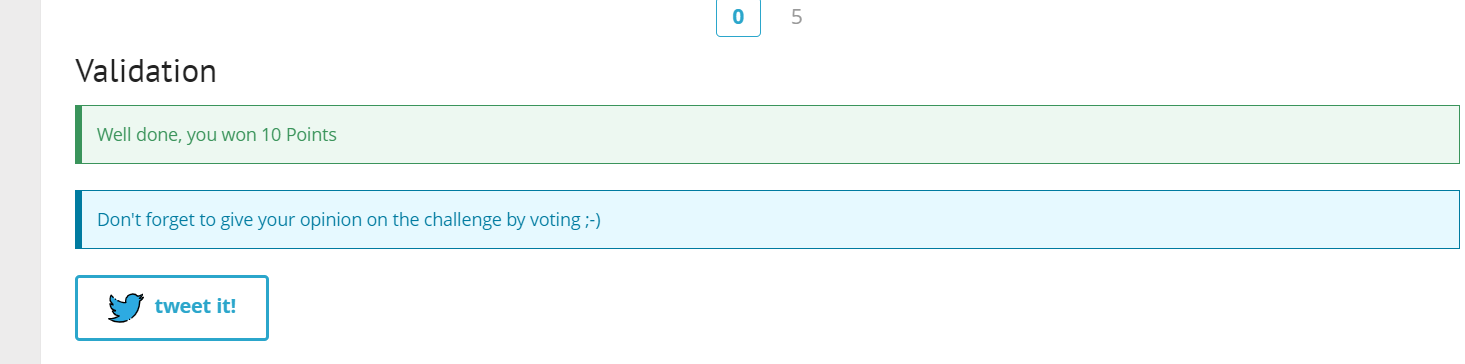 0 5
Validation
Well done, you won 10 Points
Don't forget to give your opinion on the challenge by voting ;-)
tweet it!